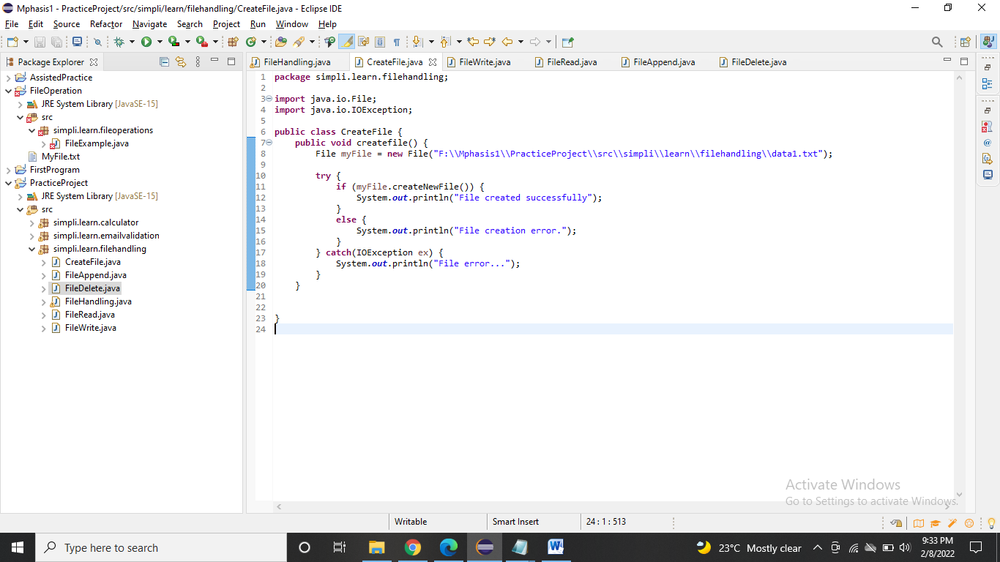 Mphasis1 - PracticeProject/src/simpli/learn/filehandling/CreateFile.java - Eclipse IDE
File Edit Source Refactor Navigate Search Project Run Window Help
Package Explorer
AssistedPractice
FileOperation
JRE System Library [JavaSE-15]
src
simpli.learn.fileoperations
FileExample.java
MyFile.txt
FirstProgram
PracticeProject
JRE System Library [JavaSE-15]
src
simpli.learn.calculator
simpli.learn.emailvalidation
simpli.learn.filehandling
CreateFile.java
FileAppend.java
FileDelete.java
FileHandling.java
FileRead.java
FileWrite.java
FileHandling.java CreateFile.java FileWrite.java FileRead.java FileAppend.java FileDelete.java
1 package simpli.learn.filehandling;
2
3 import java.io.File;
4 import java.io.IOException;
5
6 public class CreateFile {
7     public void createfile() {
8         File myFile = new File("F:\\Mphasis1\\PracticeProject\\src\\simpli\\learn\\filehandling\\data1.txt");
9
10         try {
11             if (myFile.createNewFile()) {
12                 System.out.println("File created successfully");
13             }
14             else {
15                 System.out.println("File creation error.");
16             }
17         } catch(IOException ex) {
18             System.out.println("File error...");
19         }
20     }
21
22
23 }
24
Activate Windows
Go to Settings to activate Windows.
Writable Smart Insert 24 : 1 : 513
Type here to search
23°C Mostly clear
9:33 PM
2/8/2022